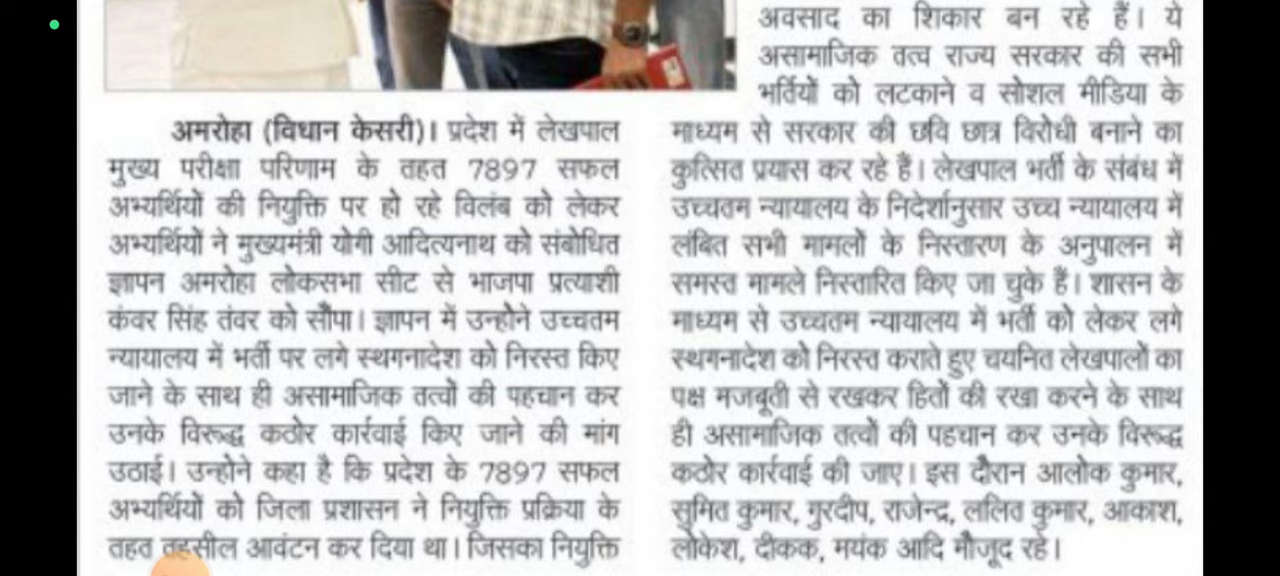 अमरोहा (विधान केसरी)। प्रदेश में लेखपाल
मुख्य परीक्षा परिणाम के तहत 7897 सफल
अभ्यर्थियों की नियुक्ति पर हो रहे विलंब को लेकर
अभ्यर्थियों ने मुख्यमंत्री योगी आदित्यनाथ को संबोधित
ज्ञापन अमरोहा लोकसभा सीट से भाजपा प्रत्याशी
कंवर सिंह तंवर को सौंपा। ज्ञापन में उन्होने उच्चतम
न्यायालय में भर्ती पर लगे स्थगनादेश को निरस्त किए
जाने के साथ ही असामाजिक तत्वों की पहचान कर
उनके विरूद्ध कठोर कार्रवाई किए जाने की मांग
उठाई। उन्होने कहा है कि प्रदेश के 7897 सफल
अभ्यर्थियों को जिला प्रशासन ने नियुक्ति प्रक्रिया के
तहत तहसील आवंटन कर दिया था। जिसका नियुक्ति
अवसाद का शिकार बन रहे हैं। ये
असामाजिक तत्व राज्य सरकार की सभी
भर्तियों को लटकाने व सोशल मीडिया के
माध्यम से सरकार की छवि छात्र विरोधी बनाने का
कुत्सित प्रयास कर रहे हैं। लेखपाल भर्ती के संबंध में
उच्चतम न्यायालय के निदेर्शानुसार उच्च न्यायालय में
लंबित सभी मामलों के निस्तारण के अनुपालन में
समस्त मामले निस्तारित किए जा चुके हैं। शासन के
माध्यम से उच्चतम न्यायालय में भर्ती को लेकर लगे
स्थगनादेश को निरस्त कराते हुए चयनित लेखपालों का
पक्ष मजबूती से रखकर हितों की रखा करने के साथ
ही असामाजिक तत्वों की पहचान कर उनके विरूद्ध
कठोर कार्रवाई की जाए। इस दौरान आलोक कुमार,
सुमित कुमार, गुरदीप, राजेन्द्र, ललित कुमार, आकाश,
लोकेश, दीकक, मयंक आदि मौजूद रहे।